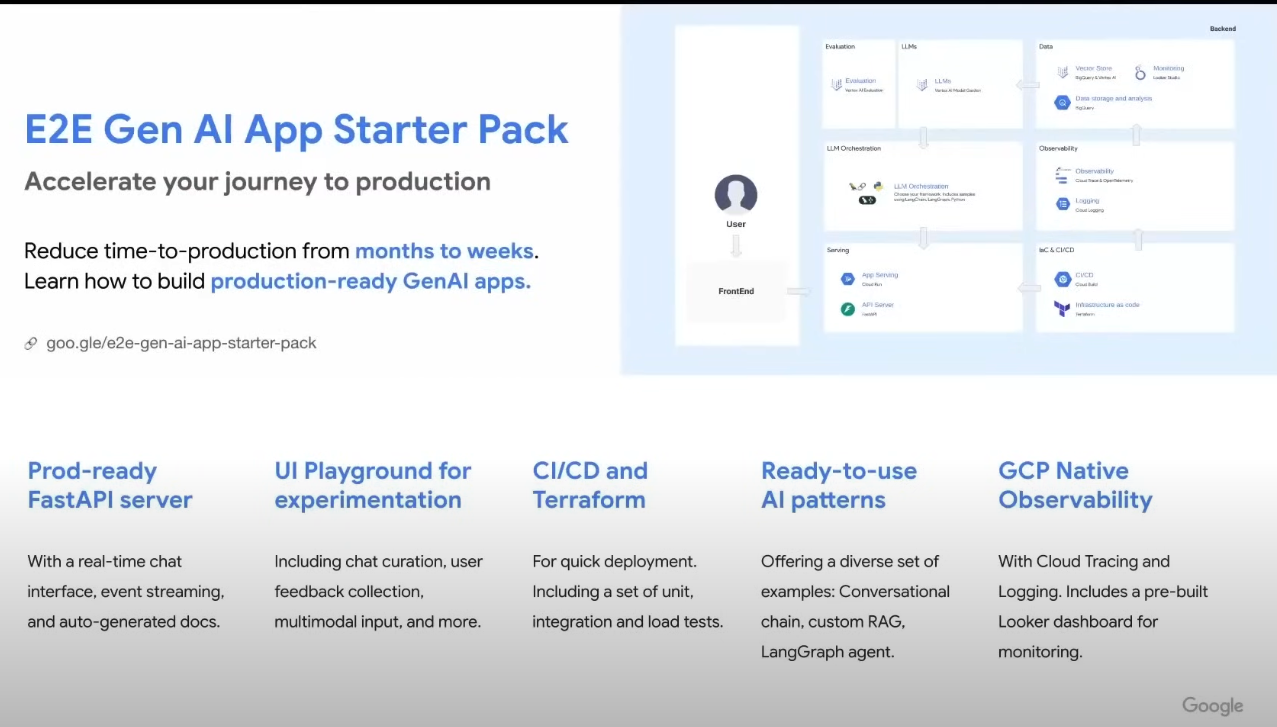 E2E Gen AI App Starter Pack
Accelerate your journey to production
Reduce time-to-production from months to weeks.
Learn how to build production-ready GenAI apps.
goo.gle/e2e-gen-ai-app-starter-pack
Backend
User
FrontEnd
Evaluation
Evaluation
Vertex AI Evaluation
LLMs
LLMs
Vertex AI Model Garden
Data
Vector Store
BigQuery & Vertex AI
Monitoring
Looker Studio
Data storage and analysis
BigQuery
LLM Orchestration
LLM Orchestration
Choose your framework. Includes samples
using LangChain, LangGraph, Python
Observability
Observability
Cloud Trace & OpenTelemetry
Logging
Cloud Logging
Serving
App Serving
Cloud Run
API Server
FastAPI
IaC & CI/CD
CI/CD
Cloud Build
Infrastructure as code
Terraform
Prod-ready
FastAPI server
With a real-time chat
interface, event streaming,
and auto-generated docs.
UI Playground for
experimentation
Including chat curation, user
feedback collection,
multimodal input, and more.
CI/CD and
Terraform
For quick deployment.
Including a set of unit,
integration and load tests.
Ready-to-use
AI patterns
Offering a diverse set of
examples: Conversational
chain, custom RAG,
LangGraph agent.
GCP Native
Observability
With Cloud Tracing and
Logging. Includes a pre-built
Looker dashboard for
monitoring.
Google